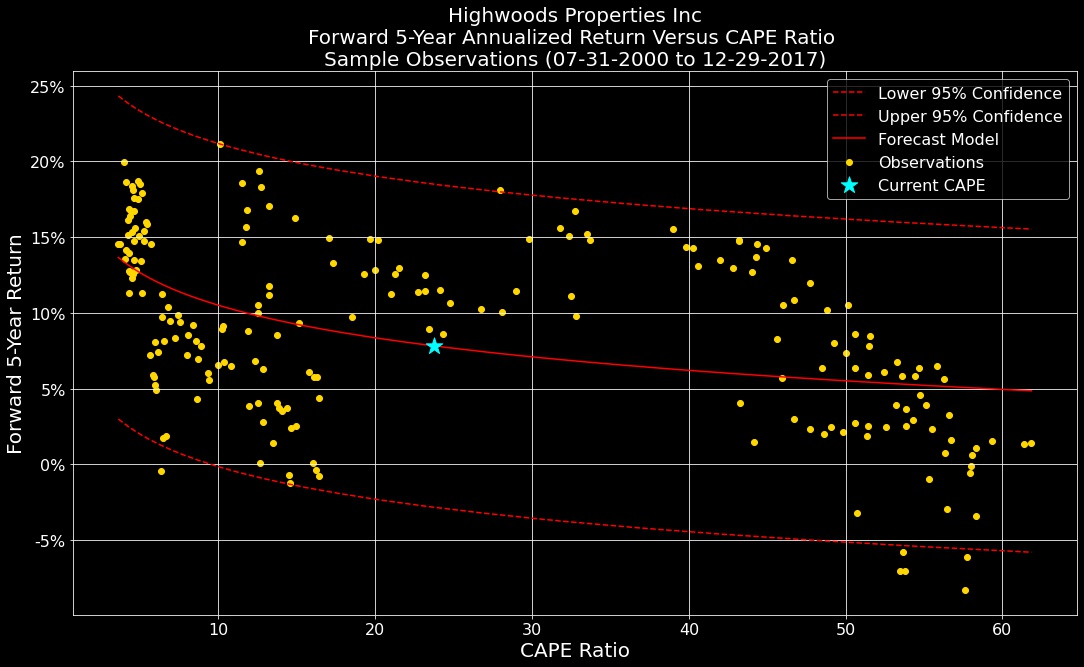 Highwoods Properties Inc
Forward 5-Year Annualized Return Versus CAPE Ratio
Sample Observations (07-31-2000 to 12-29-2017)
Lower 95% Confidence
Upper 95% Confidence
Forecast Model
Observations
Current CAPE
Forward 5-Year Return
25%
20%
15%
10%
5%
0%
-5%
10
20
30
40
50
60
CAPE Ratio